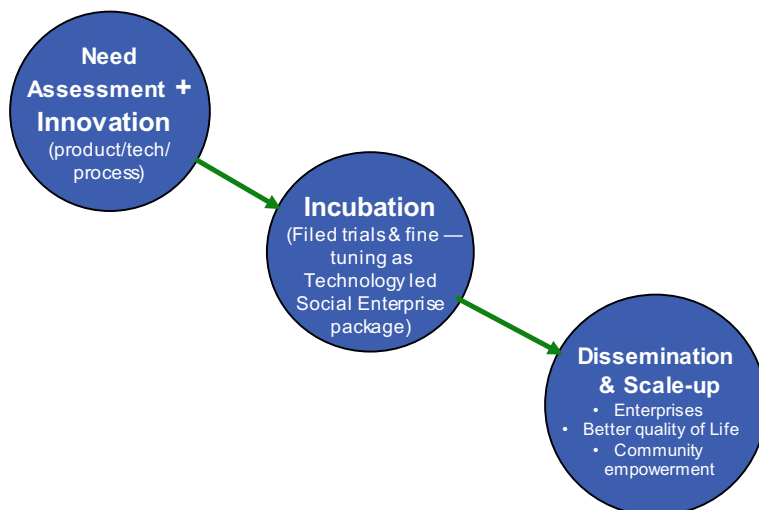 Need
Assessment +
Innovation
(product/tech/
process)
Incubation
(Filed trials & fine —
tuning as
Technology led
Social Enterprise
package)
Dissemination
& Scale-up
• Enterprises
• Better quality of Life
• Community
empowerment